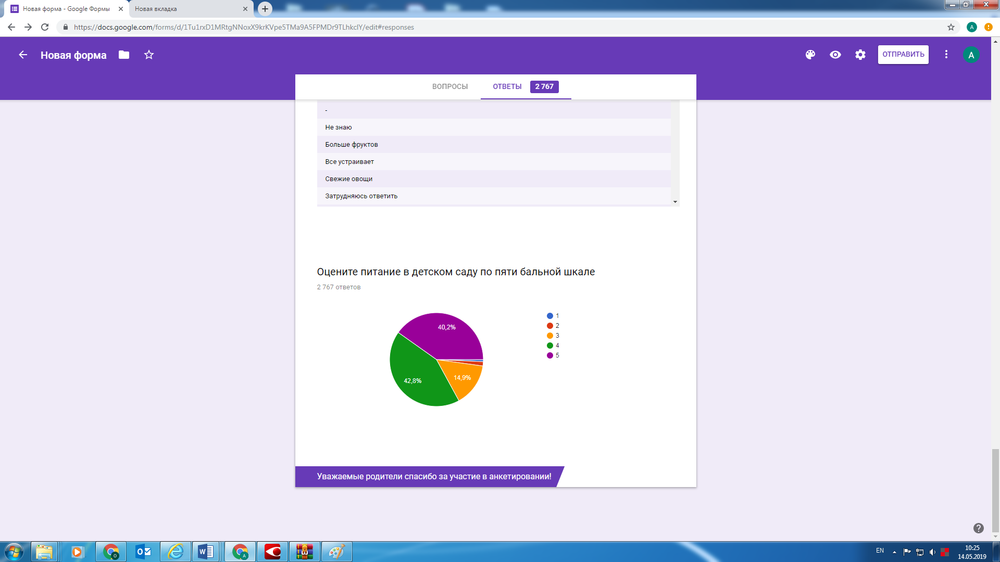 Новая форма - Google Формы
Новая вкладка
https://docs.google.com/forms/d/1Tu1rxD1MRtgNNoxX9krKVpe5TMa9A5FPMDr9TLhkclY/edit#responses
A
Новая форма
ОТПРАВИТЬ
A
ВОПРОСЫ
ОТВЕТЫ
2 767
-
Не знаю
Больше фруктов
Все устраивает
Свежие овощи
Затрудняюсь ответить
Оцените питание в детском саду по пяти бальной шкале
2 767 ответов
40,2%
42,8%
14,9%
1
2
3
4
5
Уважаемые родители спасибо за участие в анкетировании!
EN
10:25
14.05.2019